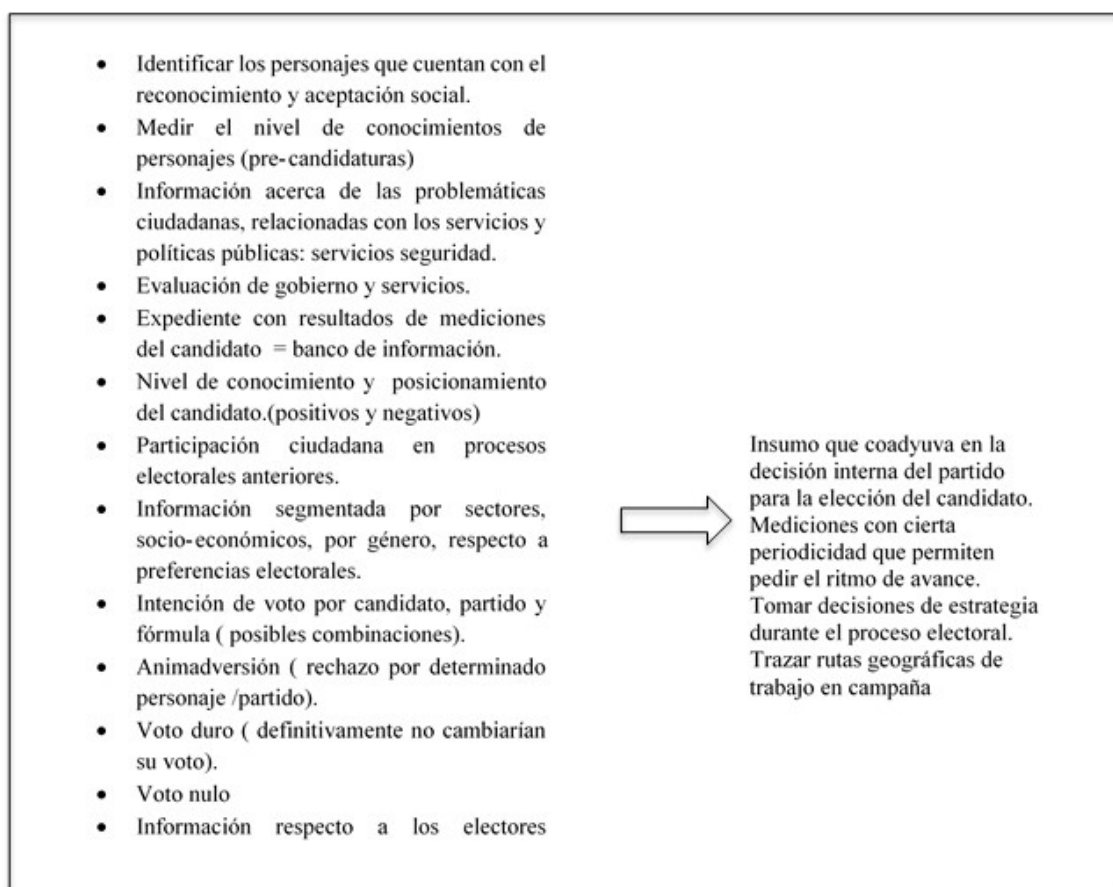 • Identificar los personajes que cuentan con el
reconocimiento y aceptación social.
• Medir el nivel de conocimientos de
personajes (pre-candidaturas)
• Información acerca de las problemáticas
ciudadanas, relacionadas con los servicios y
políticas públicas: servicios seguridad.
• Evaluación de gobierno y servicios.
• Expediente con resultados de mediciones
del candidato = banco de información.
• Nivel de conocimiento y posicionamiento
del candidato.(positivos y negativos)
• Participación ciudadana en procesos
electorales anteriores.
• Información segmentada por sectores,
socio-económicos, por género, respecto a
preferencias electorales.
• Intención de voto por candidato, partido y
fórmula ( posibles combinaciones).
• Animadversión ( rechazo por determinado
personaje /partido).
• Voto duro ( definitivamente no cambiarían
su voto).
• Voto nulo
• Información respecto a los electores
Insumo que coadyuva en la
decisión interna del partido
para la elección del candidato.
Mediciones con cierta
periodicidad que permiten
pedir el ritmo de avance.
Tomar decisiones de estrategia
durante el proceso electoral.
Trazar rutas geográficas de
trabajo en campaña